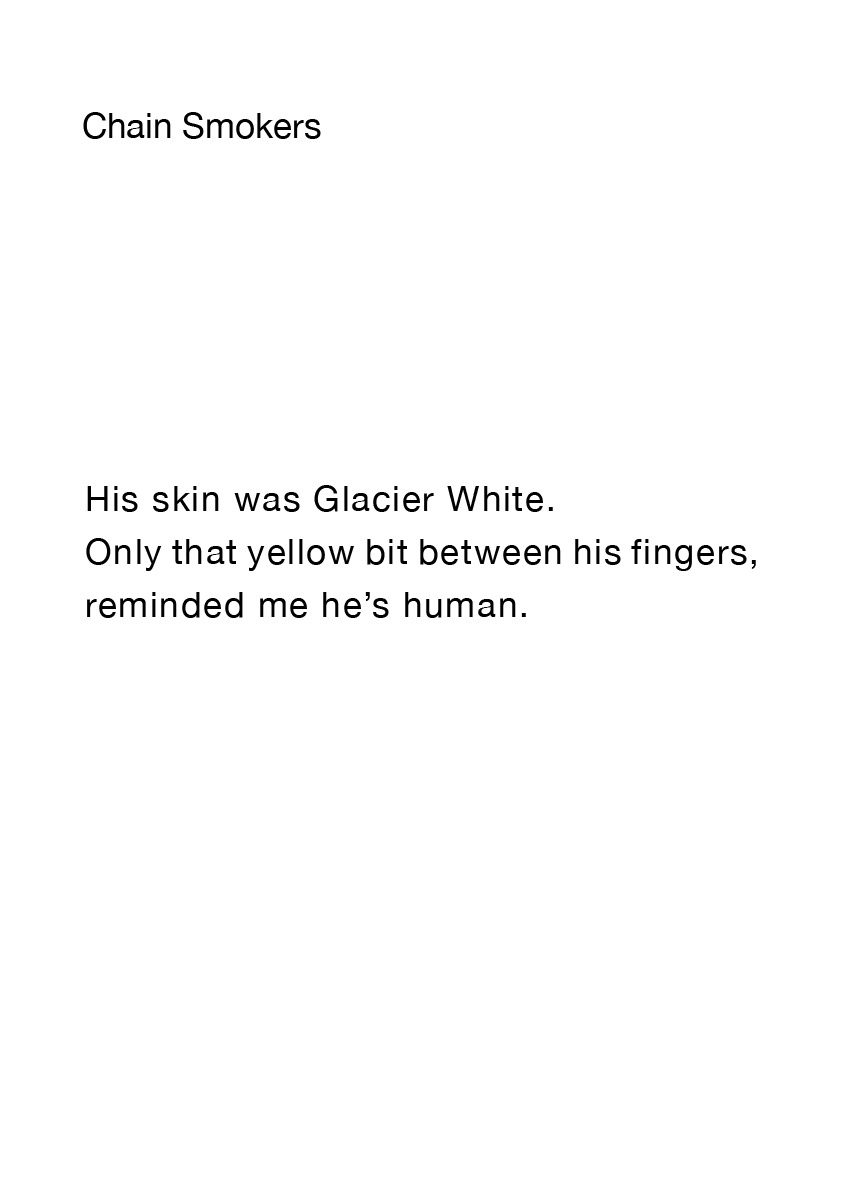 Chain Smokers
His skin was Glacier White.
Only that yellow bit between his fingers,
reminded me he’s human.